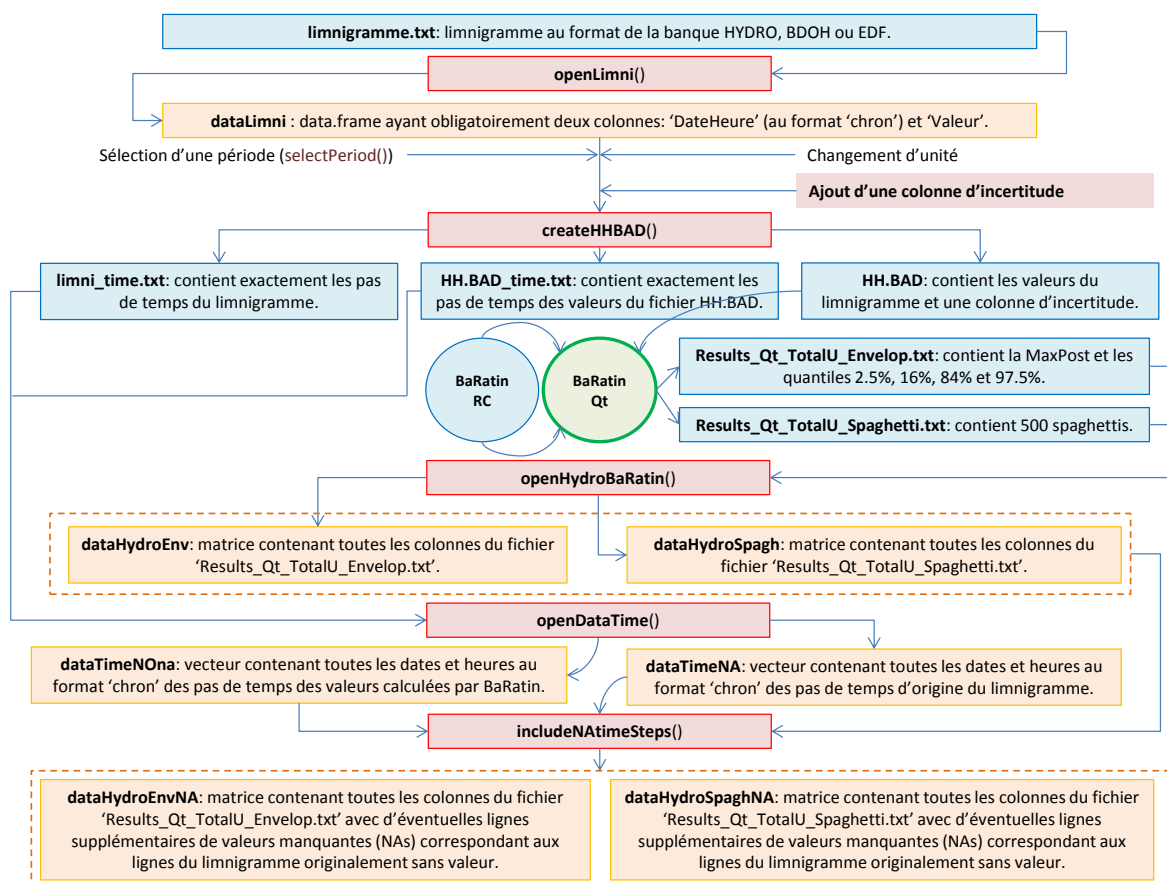 limnigramme.txt: limnigramme au format de la banque HYDRO, BDOH ou EDF.
openLimni()
dataLimni : data.frame ayant obligatoirement deux colonnes: ‘DateHeure’ (au format ‘chron’) et ‘Valeur’.
Sélection d’une période (selectPeriod())
Changement d’unité
Ajout d’une colonne d’incertitude
createHHBAD()
limni_time.txt: contient exactement les pas
de temps du limnigramme.
HH.BAD_time.txt: contient exactement les
pas de temps des valeurs du fichier HH.BAD.
HH.BAD: contient les valeurs du
limnigramme et une colonne d’incertitude.
BaRatin
RC
BaRatin
Qt
Results_Qt_TotalU_Envelop.txt: contient la MaxPost et les
quantiles 2.5%, 16%, 84% et 97.5%.
Results_Qt_TotalU_Spaghetti.txt: contient 500 spaghettis.
openHydroBaRatin()
dataHydroEnv: matrice contenant toutes les colonnes du fichier
‘Results_Qt_TotalU_Envelop.txt’.
dataHydroSpagh: matrice contenant toutes les colonnes du
fichier ‘Results_Qt_TotalU_Spaghetti.txt’.
openDataTime()
dataTimeNOna: vecteur contenant toutes les dates et heures au
format ‘chron’ des pas de temps des valeurs calculées par BaRatin.
dataTimeNA: vecteur contenant toutes les dates et heures au
format ‘chron’ des pas de temps d’origine du limnigramme.
includeNAtimeSteps()
dataHydroEnvNA: matrice contenant toutes les colonnes du fichier
‘Results_Qt_TotalU_Envelop.txt’ avec d’éventuelles lignes
supplémentaires de valeurs manquantes (NAs) correspondant aux
lignes du limnigramme originalement sans valeur.
dataHydroSpaghNA: matrice contenant toutes les colonnes du fichier
‘Results_Qt_TotalU_Spaghetti.txt’ avec d’éventuelles lignes
supplémentaires de valeurs manquantes (NAs) correspondant aux
lignes du limnigramme originalement sans valeur.